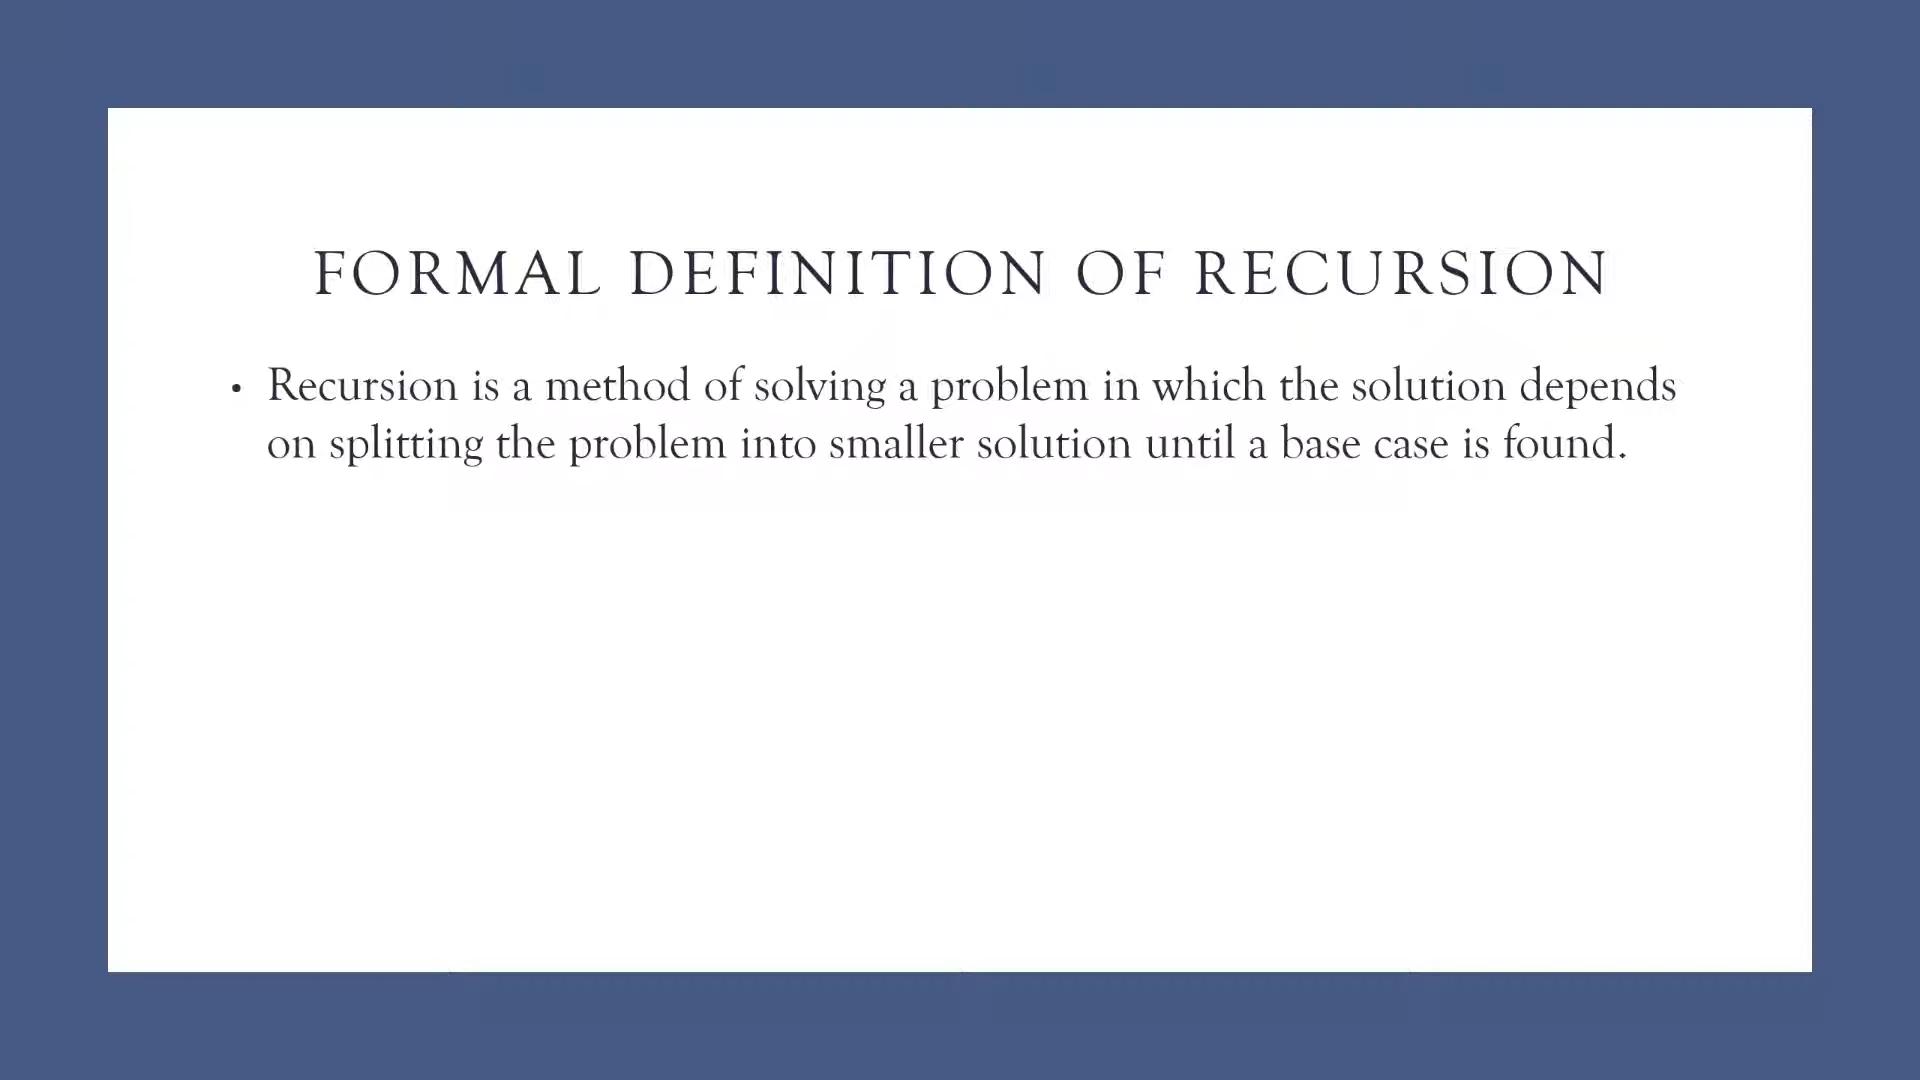 FORMAL DEFINITION OF RECURSION
• Recursion is a method of solving a problem in which the solution depends
on splitting the problem into smaller solution until a base case is found.